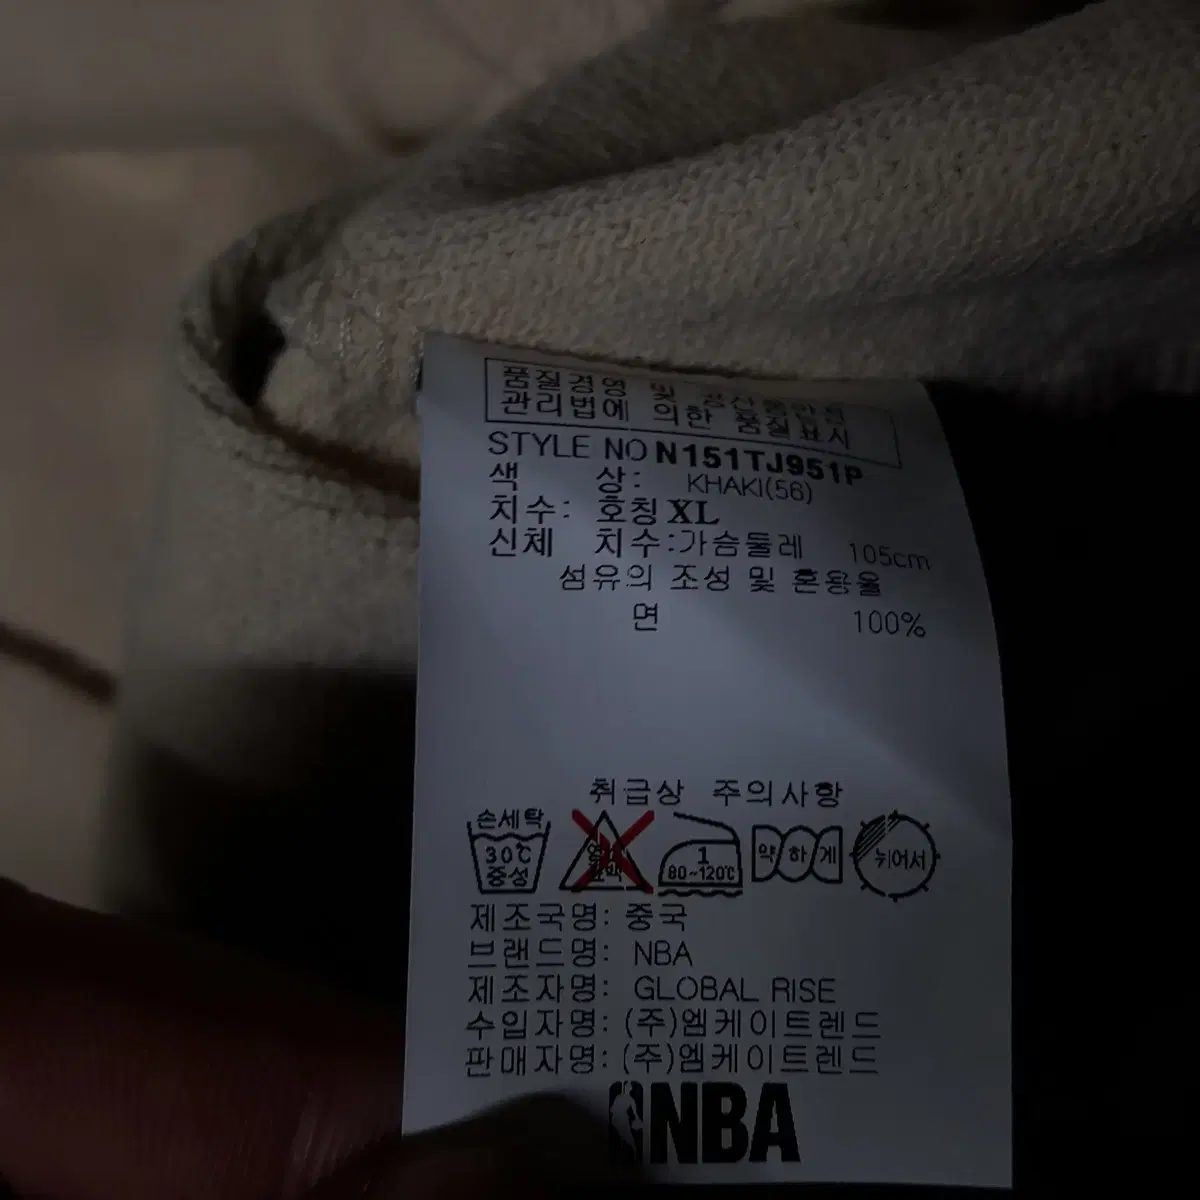 품질경영 및 공산품안전
관리법에 의한 품질표시
STYLE NO N151TJ951P
색 상: KHAKI(56)
치수: 호칭 XL
신체 치수:가슴둘레 105cm
섬유의 조성 및 혼용율
면 100%
취급상 주의사항
손세탁
30℃
중성
염소
표백
1
80~120℃
약하게
뉘어서
제조국명: 중국
브랜드명: NBA
제조자명: GLOBAL RISE
수입자명: (주)엠케이트렌드
판매자명: (주)엠케이트렌드
NBA